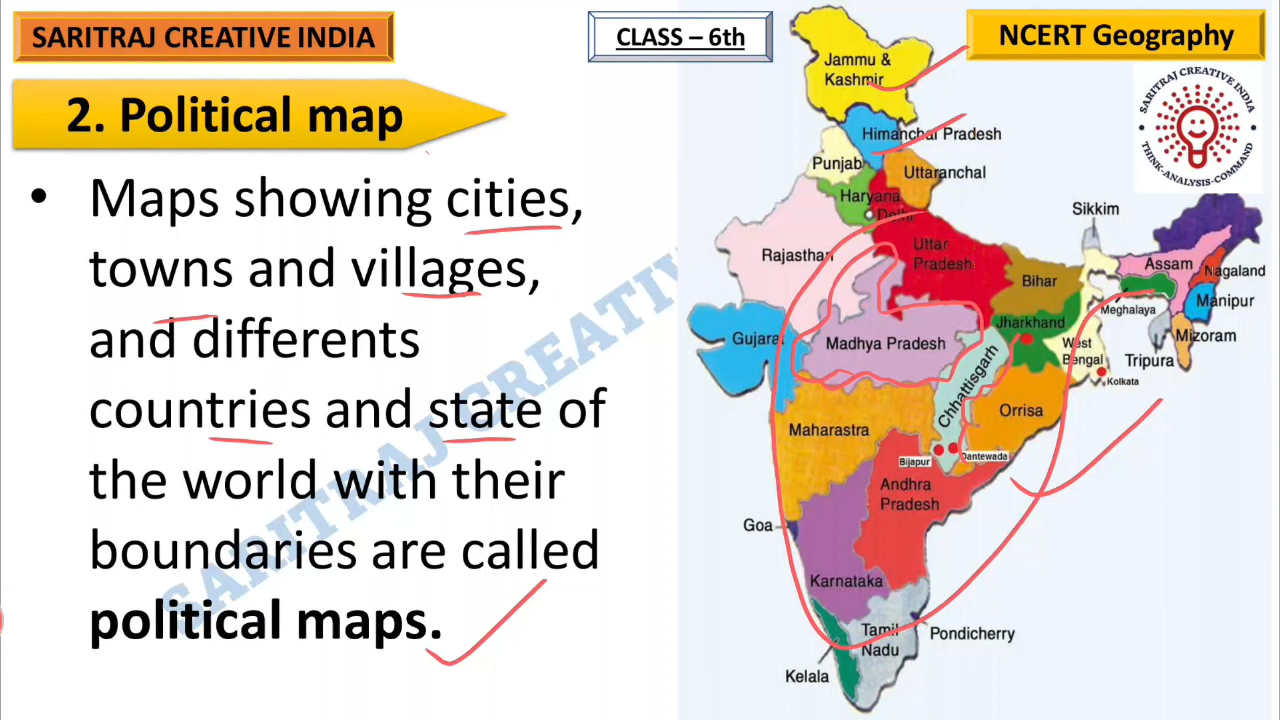 SARITRAJ CREATIVE INDIA
CLASS – 6th
NCERT Geography
2. Political map
• Maps showing cities,
towns and villages,
and differents
countries and state of
the world with their
boundaries are called
political maps.
SARITRAJ CREATIVE
SARITRAJ CREATIVE INDIA
THINK-ANALYSIS-COMMAND
Jammu &
Kashmir
Himanchal Pradesh
Punjab
Uttaranchal
Haryana
Delhi
Sikkim
Rajasthan
Uttar
Pradesh
Bihar
Assam
Nagaland
Meghalaya
Manipur
Jharkhand
Gujarat
Madhya Pradesh
West
Bengal
Mizoram
Tripura
Kolkata
Chhattisgarh
Orrisa
Maharastra
Bijapur
Dantewada
Andhra
Pradesh
Goa
Karnataka
Tamil
Nadu
Pondicherry
Kelala